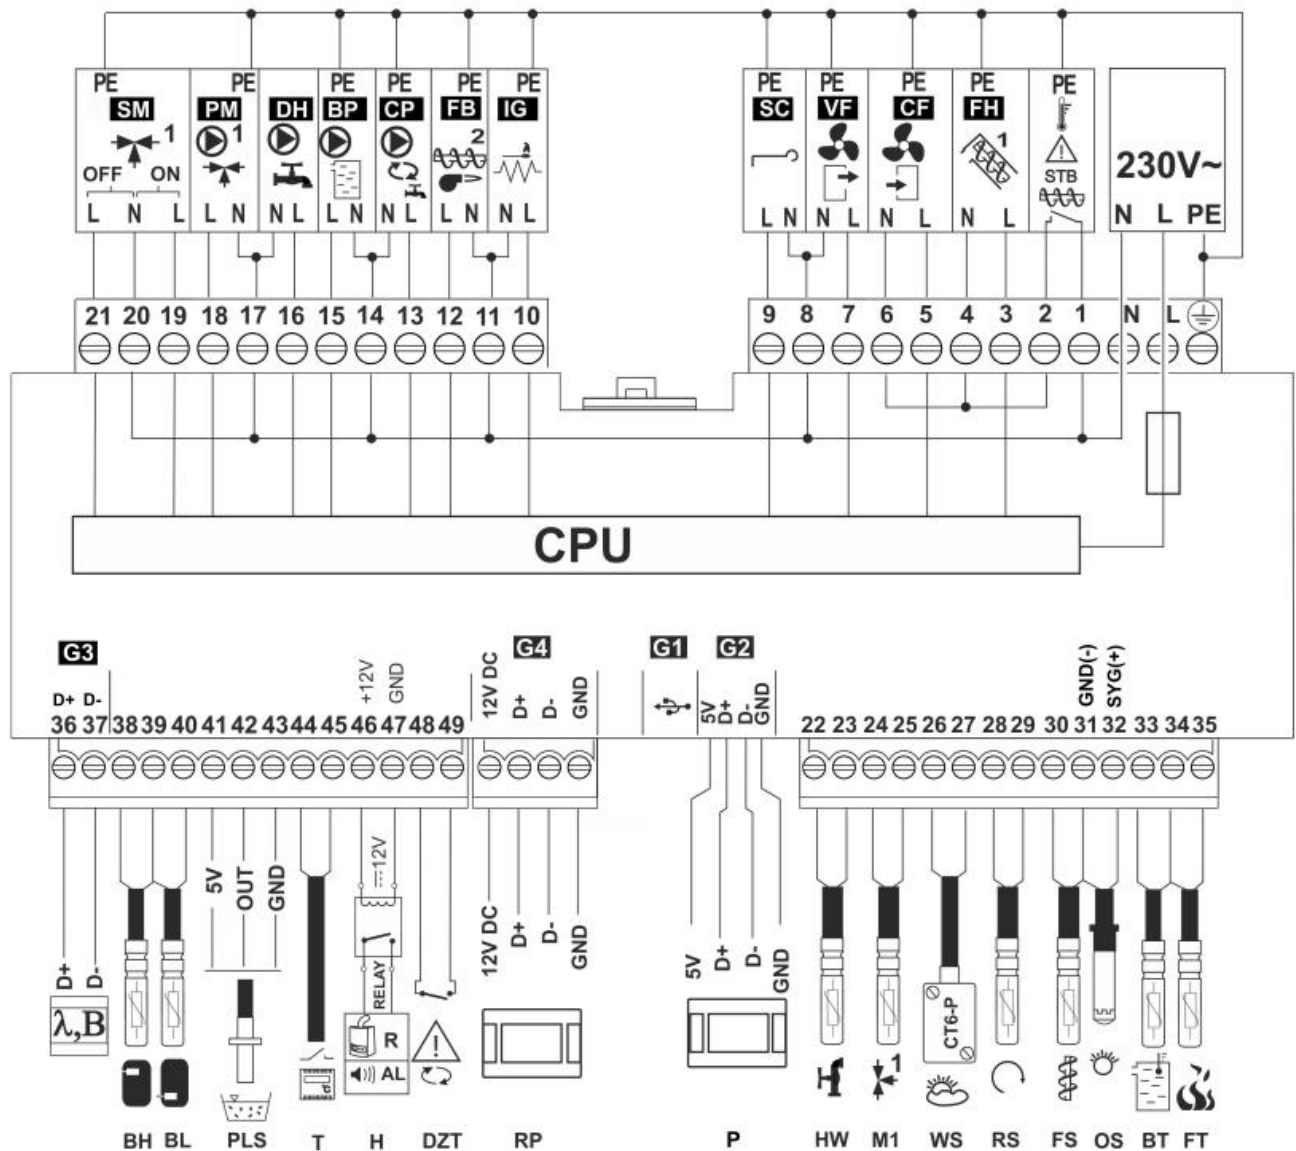 PE PE PE PE PE PE PE PE PE PE PE
SM PM DH BP CP FB IG SC VF CF FH
1 1 2 1
OFF ON
STB
230V~
L N L L N N L L N N L L N N L L N N L N L N L N L PE
21 20 19 18 17 16 15 14 13 12 11 10 9 8 7 6 5 4 3 2 1 N L
CPU
G3 G4 G1 G2
D+ D- +12V GND 12V DC D+ D- GND 5V D+ D- GND GND(-) SYG(+)
36 37 38 39 40 41 42 43 44 45 46 47 48 49 22 23 24 25 26 27 28 29 30 31 32 33 34 35
5V OUT GND 12V
D+ D- RELAY 12V DC D+ D- GND 5V D+ D- GND
λ,B R CT6-P
AL 1
BH BL PLS T H DZT RP P HW M1 WS RS FS OS BT FT